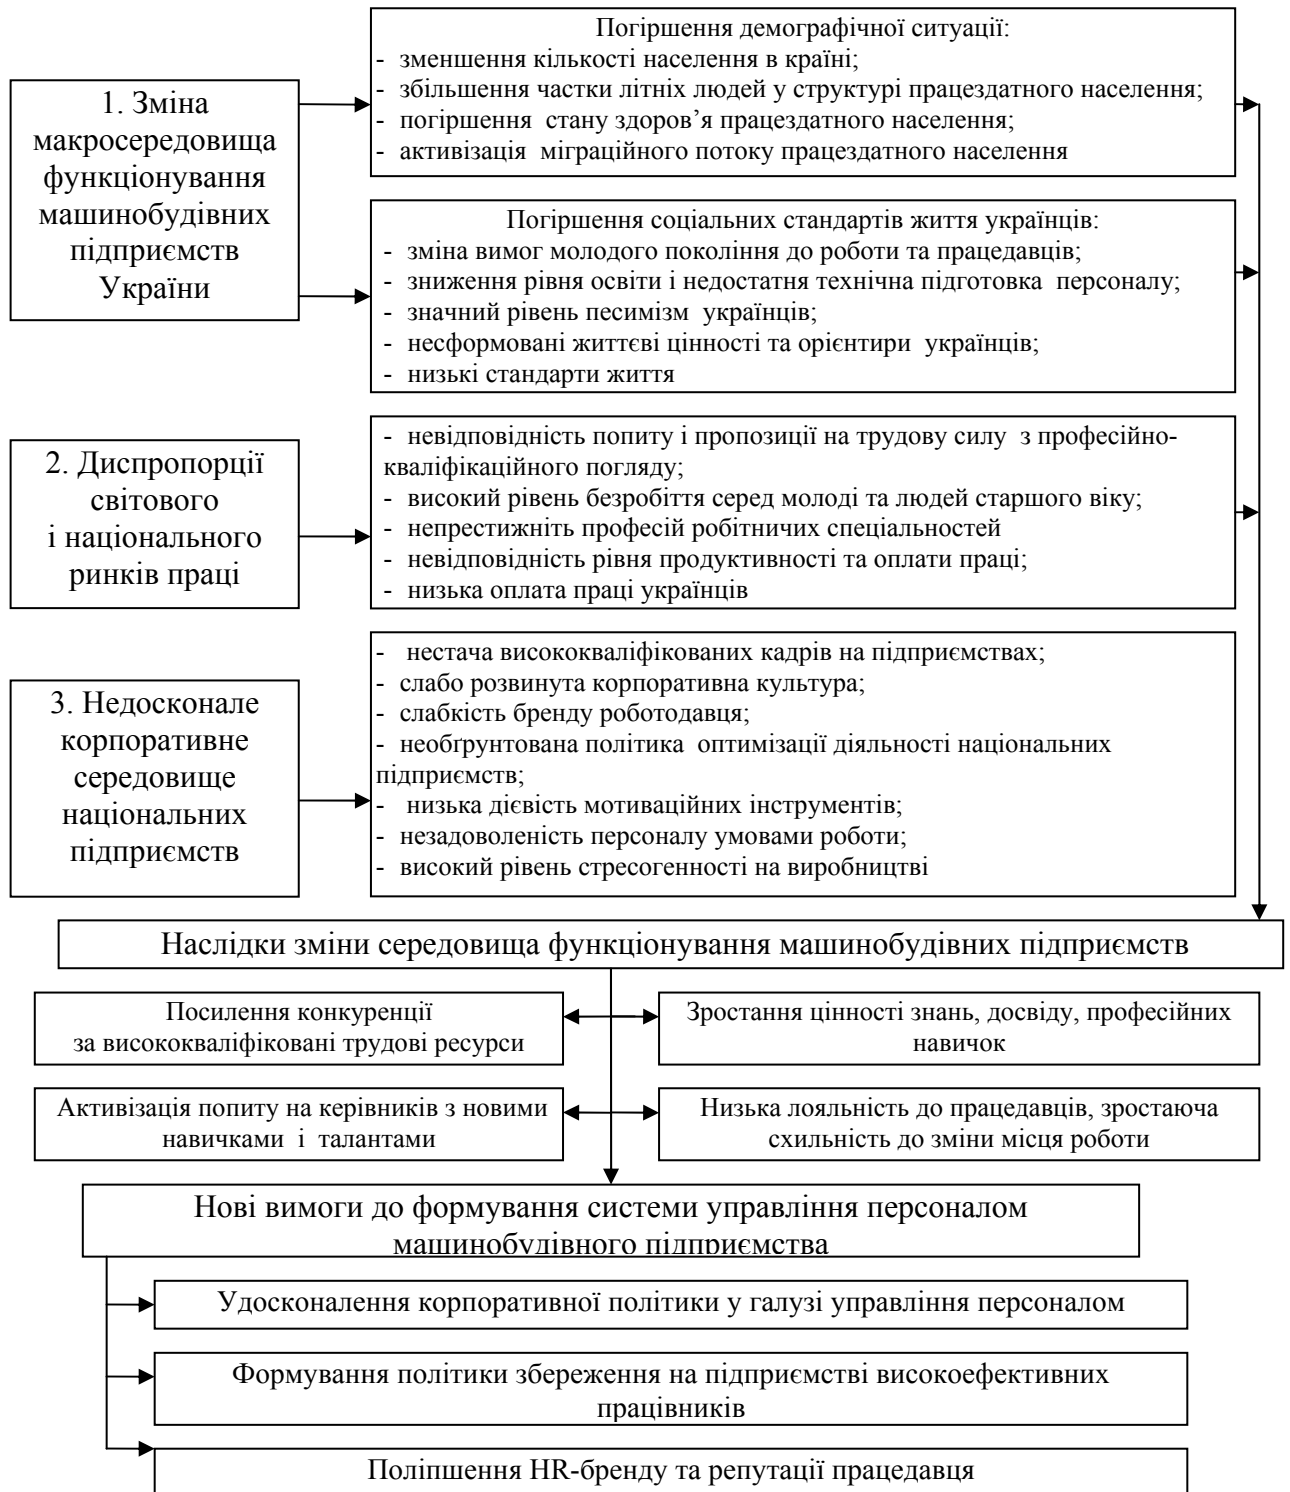 1. Зміна
макросередовища
функціонування
машинобудівних
підприємств
України
Погіршення демографічної ситуації:
- зменшення кількості населення в країні;
- збільшення частки літніх людей у структурі працездатного населення;
- погіршення стану здоров’я працездатного населення;
- активізація міграційного потоку працездатного населення
Погіршення соціальних стандартів життя українців:
- зміна вимог молодого покоління до роботи та працедавців;
- зниження рівня освіти і недостатня технічна підготовка персоналу;
- значний рівень песимізм українців;
- несформовані життєві цінності та орієнтири українців;
- низькі стандарти життя
2. Диспропорції
світового
і національного
ринків праці
- невідповідність попиту і пропозиції на трудову силу з професійно-
кваліфікаційного погляду;
- високий рівень безробіття серед молоді та людей старшого віку;
- непрестижніть професій робітничих спеціальностей
- невідповідність рівня продуктивності та оплати праці;
- низька оплата праці українців
3. Недосконале
корпоративне
середовище
національних
підприємств
- нестача висококваліфікованих кадрів на підприємствах;
- слабо розвинута корпоративна культура;
- слабкість бренду роботодавця;
- необґрунтована політика оптимізації діяльності національних
підприємств;
- низька дієвість мотиваційних інструментів;
- незадоволеність персоналу умовами роботи;
- високий рівень стресогенності на виробництві
Наслідки зміни середовища функціонування машинобудівних підприємств
Посилення конкуренції
за висококваліфіковані трудові ресурси
Зростання цінності знань, досвіду, професійних
навичок
Активізація попиту на керівників з новими
навичками і талантами
Низька лояльність до працедавців, зростаюча
схильність до зміни місця роботи
Нові вимоги до формування системи управління персоналом
машинобудівного підприємства
Удосконалення корпоративної політики у галузі управління персоналом
Формування політики збереження на підприємстві високоефективних
працівників
Поліпшення HR-бренду та репутації працедавця